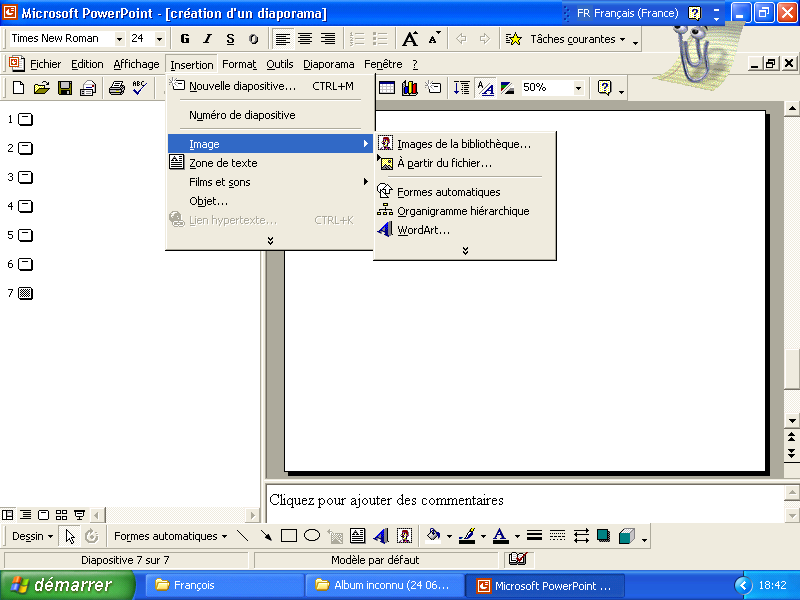 Microsoft PowerPoint - [création d'un diaporama]
FR Français (France)
Times New Roman 24 G I S O Tâches courantes
Fichier Edition Affichage Insertion Format Outils Diaporama Fenêtre ?
50%
Nouvelle diapositive... CTRL+M
Numéro de diapositive
Image
Zone de texte
Films et sons
Objet...
Lien hypertexte... CTRL+K
Images de la bibliothèque...
À partir du fichier...
Formes automatiques
Organigramme hiérarchique
WordArt...
1
2
3
4
5
6
7
Cliquez pour ajouter des commentaires
Dessin Formes automatiques
Diapositive 7 sur 7 Modèle par défaut
démarrer François Album inconnu (24 06... Microsoft PowerPoint ... 18:42